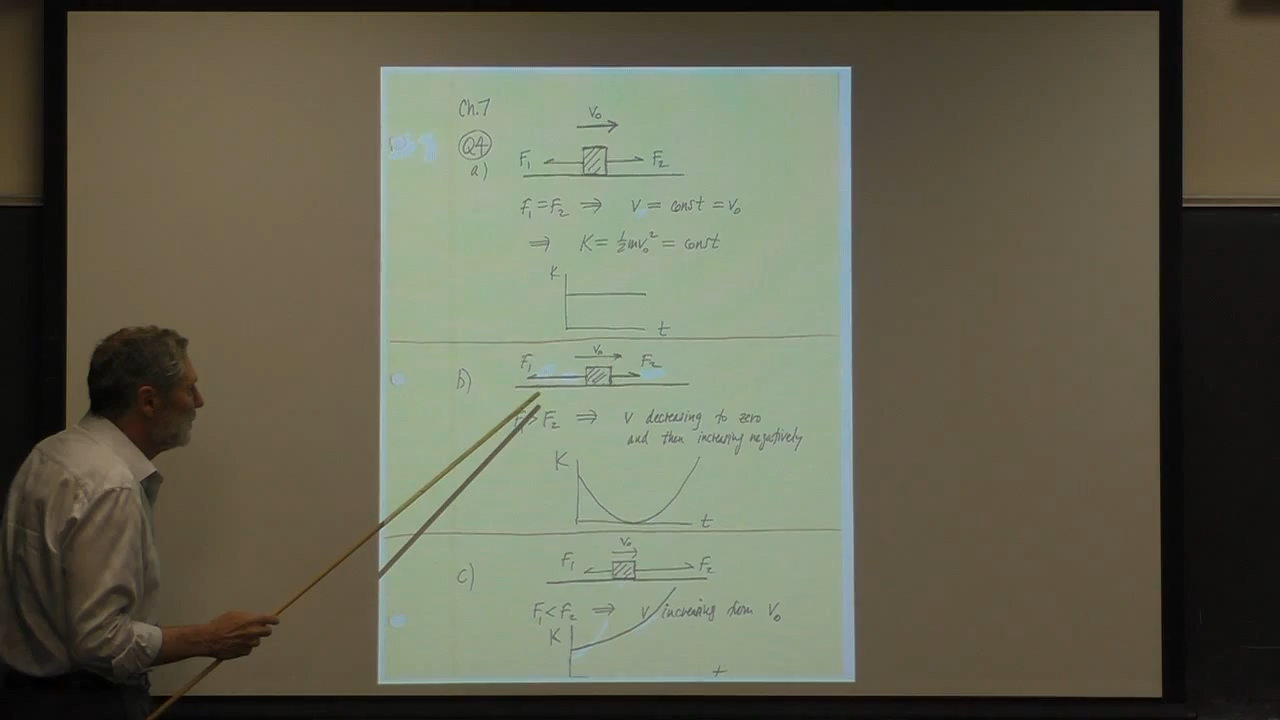 Ch.7
V₀
Q4
a)
F₁ F₂
F₁ = F₂ ⇒ V = const = V₀
⇒ K = ½mv₀² = const
K
t
b)
F₁ V₀ F₂
F₁ > F₂ ⇒ V decreasing to zero
and then increasing negatively
K
t
c)
F₁ V₀ F₂
F₁ < F₂ ⇒ V increasing from V₀
K
t